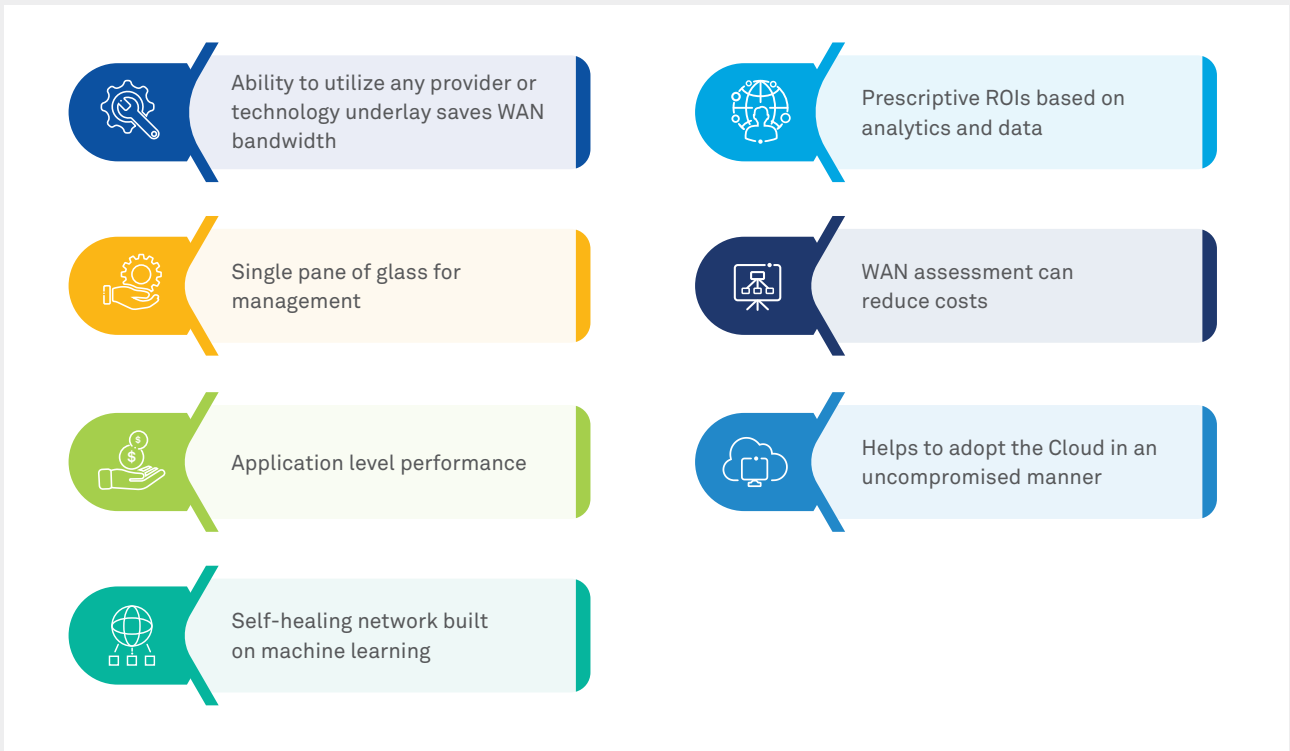 Ability to utilize any provider or
technology underlay saves WAN
bandwidth
Single pane of glass for
management
Application level performance
$
$
Self-healing network built
on machine learning
Prescriptive ROIs based on
analytics and data
WAN assessment can
reduce costs
Helps to adopt the Cloud in an
uncompromised manner